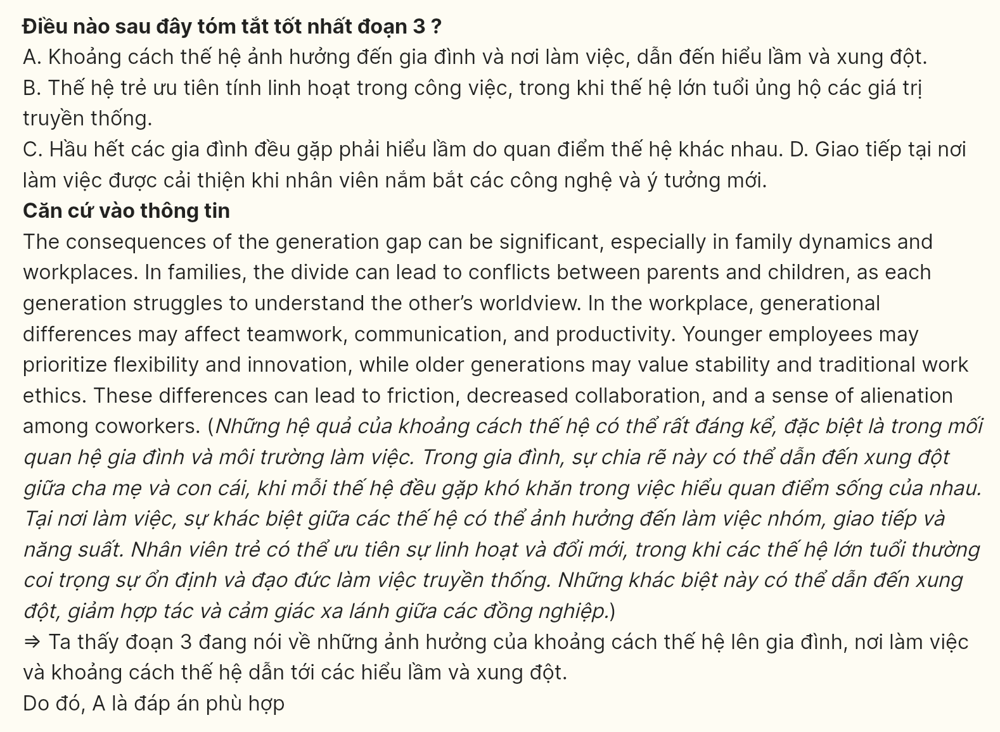 Điều nào sau đây tóm tắt tốt nhất đoạn 3 ?
A. Khoảng cách thế hệ ảnh hưởng đến gia đình và nơi làm việc, dẫn đến hiểu lầm và xung đột.
B. Thế hệ trẻ ưu tiên tính linh hoạt trong công việc, trong khi thế hệ lớn tuổi ủng hộ các giá trị
truyền thống.
C. Hầu hết các gia đình đều gặp phải hiểu lầm do quan điểm thế hệ khác nhau. D. Giao tiếp tại nơi
làm việc được cải thiện khi nhân viên nắm bắt các công nghệ và ý tưởng mới.
Căn cứ vào thông tin
The consequences of the generation gap can be significant, especially in family dynamics and
workplaces. In families, the divide can lead to conflicts between parents and children, as each
generation struggles to understand the other’s worldview. In the workplace, generational
differences may affect teamwork, communication, and productivity. Younger employees may
prioritize flexibility and innovation, while older generations may value stability and traditional work
ethics. These differences can lead to friction, decreased collaboration, and a sense of alienation
among coworkers. (Những hệ quả của khoảng cách thế hệ có thể rất đáng kể, đặc biệt là trong mối
quan hệ gia đình và môi trường làm việc. Trong gia đình, sự chia rẽ này có thể dẫn đến xung đột
giữa cha mẹ và con cái, khi mỗi thế hệ đều gặp khó khăn trong việc hiểu quan điểm sống của nhau.
Tại nơi làm việc, sự khác biệt giữa các thế hệ có thể ảnh hưởng đến làm việc nhóm, giao tiếp và
năng suất. Nhân viên trẻ có thể ưu tiên sự linh hoạt và đổi mới, trong khi các thế hệ lớn tuổi thường
coi trọng sự ổn định và đạo đức làm việc truyền thống. Những khác biệt này có thể dẫn đến xung
đột, giảm hợp tác và cảm giác xa lánh giữa các đồng nghiệp.)
⇒ Ta thấy đoạn 3 đang nói về những ảnh hưởng của khoảng cách thế hệ lên gia đình, nơi làm việc
và khoảng cách thế hệ dẫn tới các hiểu lầm và xung đột.
Do đó, A là đáp án phù hợp